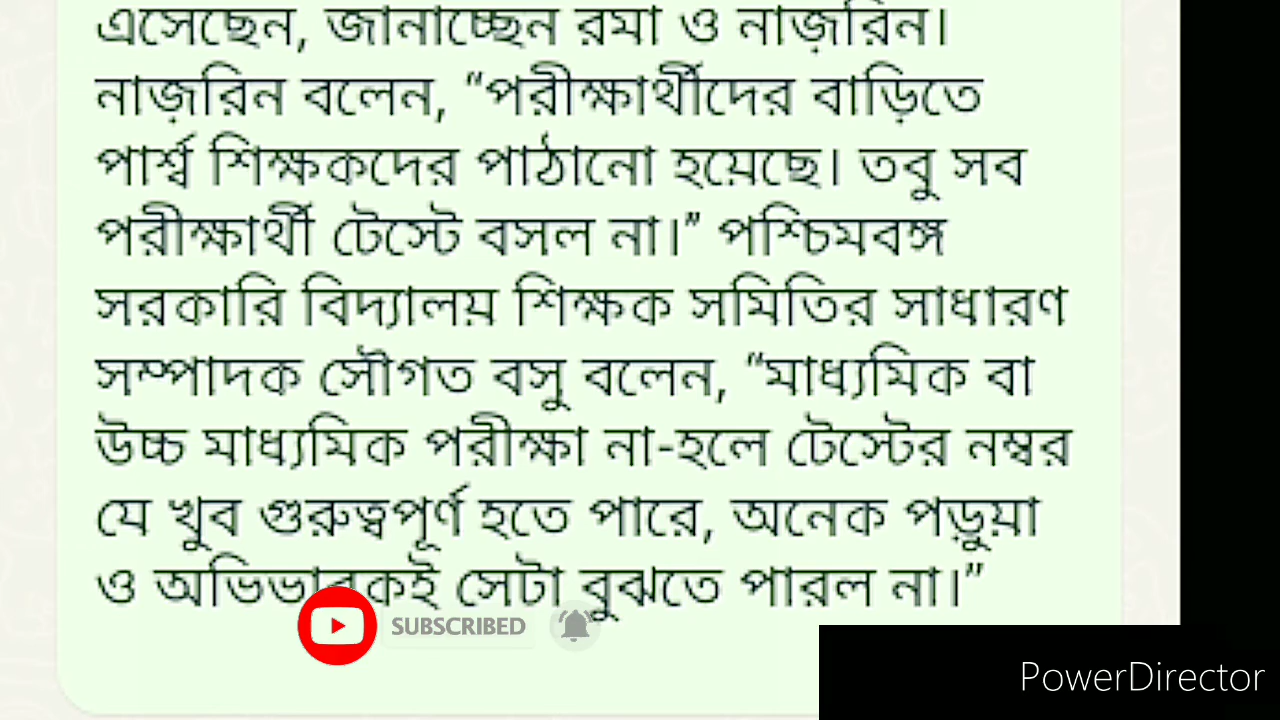 এসেছেন, জানাচ্ছেন রমা ও নাজ়রিন।
নাজ়রিন বলেন, “পরীক্ষার্থীদের বাড়িতে
পার্শ্ব শিক্ষকদের পাঠানো হয়েছে। তবু সব
পরীক্ষার্থী টেস্টে বসল না।” পশ্চিমবঙ্গ
সরকারি বিদ্যালয় শিক্ষক সমিতির সাধারণ
সম্পাদক সৌগত বসু বলেন, “মাধ্যমিক বা
উচ্চ মাধ্যমিক পরীক্ষা না-হলে টেস্টের নম্বর
যে খুব গুরুত্বপূর্ণ হতে পারে, অনেক পড়ুয়া
ও অভিভাবকই সেটা বুঝতে পারল না।”
SUBSCRIBED
PowerDirector